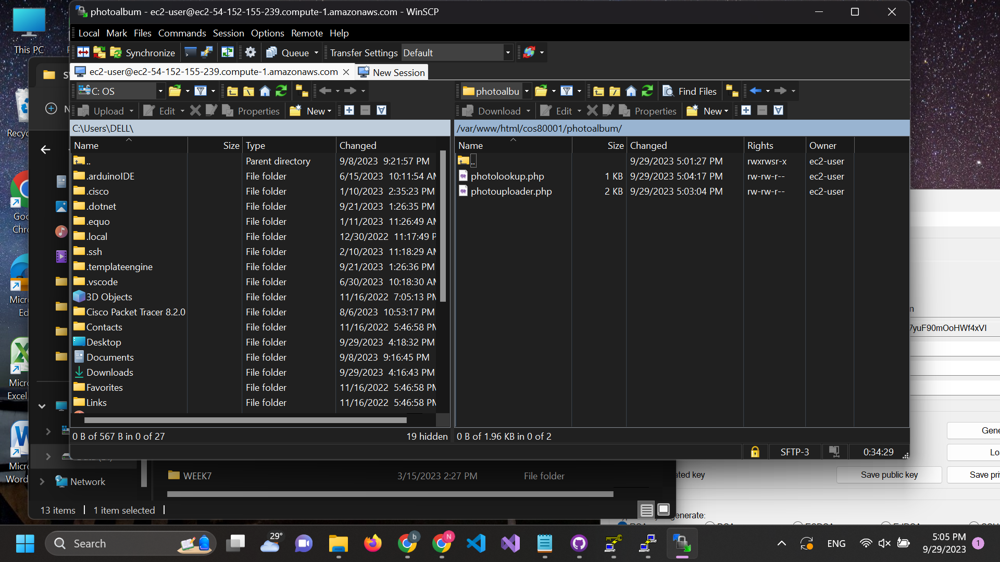 photoalbum - ec2-user@ec2-54-152-155-239.compute-1.amazonaws.com - WinSCP
Local Mark Files Commands Session Options Remote Help
Synchronize Queue Transfer Settings Default
ec2-user@ec2-54-152-155-239.compute-1.amazonaws.com New Session
C: OS photoalbu Find Files
Upload Edit Properties New Download Edit Properties New
C:\Users\DELL\ /var/www/html/cos80001/photoalbum/
Name Size Type Changed
.. Parent directory 9/8/2023 9:21:57 PM
.arduinoIDE File folder 6/15/2023 10:11:54 AM
.cisco File folder 1/10/2023 2:35:23 PM
.dotnet File folder 9/21/2023 1:26:35 PM
.equo File folder 1/11/2023 11:26:49 AM
.local File folder 12/30/2022 11:17:49 P
.ssh File folder 2/10/2023 11:18:29 AM
.templateengine File folder 9/21/2023 1:26:36 PM
.vscode File folder 6/30/2023 10:18:30 AM
3D Objects File folder 11/16/2022 7:05:13 PM
Cisco Packet Tracer 8.2.0 File folder 8/6/2023 10:53:17 PM
Contacts File folder 11/16/2022 5:46:58 PM
Desktop File folder 9/29/2023 4:18:32 PM
Documents File folder 9/8/2023 9:16:45 PM
Downloads File folder 9/29/2023 4:16:43 PM
Favorites File folder 11/16/2022 5:46:58 PM
Links File folder 11/16/2022 5:46:58 PM
0 B of 567 B in 0 of 27 19 hidden
Name Size Changed Rights Owner
.. 9/29/2023 5:01:27 PM rwxrwsr-x ec2-user
photolookup.php 1 KB 9/29/2023 5:04:17 PM rw-rw-r-- ec2-user
photouploader.php 2 KB 9/29/2023 5:03:04 PM rw-rw-r-- ec2-user
0 B of 1.96 KB in 0 of 2
SFTP-3 0:34:29
This PC
Recyc
Goo
Chr
Micr
Ed
Micr
Excel
Micr
Word
N
Network
WEEK7 3/15/2023 2:27 PM File folder
13 items 1 item selected
n
7yuF90mOoHWf4xVI
Gene
Lo
ated key Save public key Save pri
generate:
Search
29°
b
N
ENG
5:05 PM
9/29/2023
1